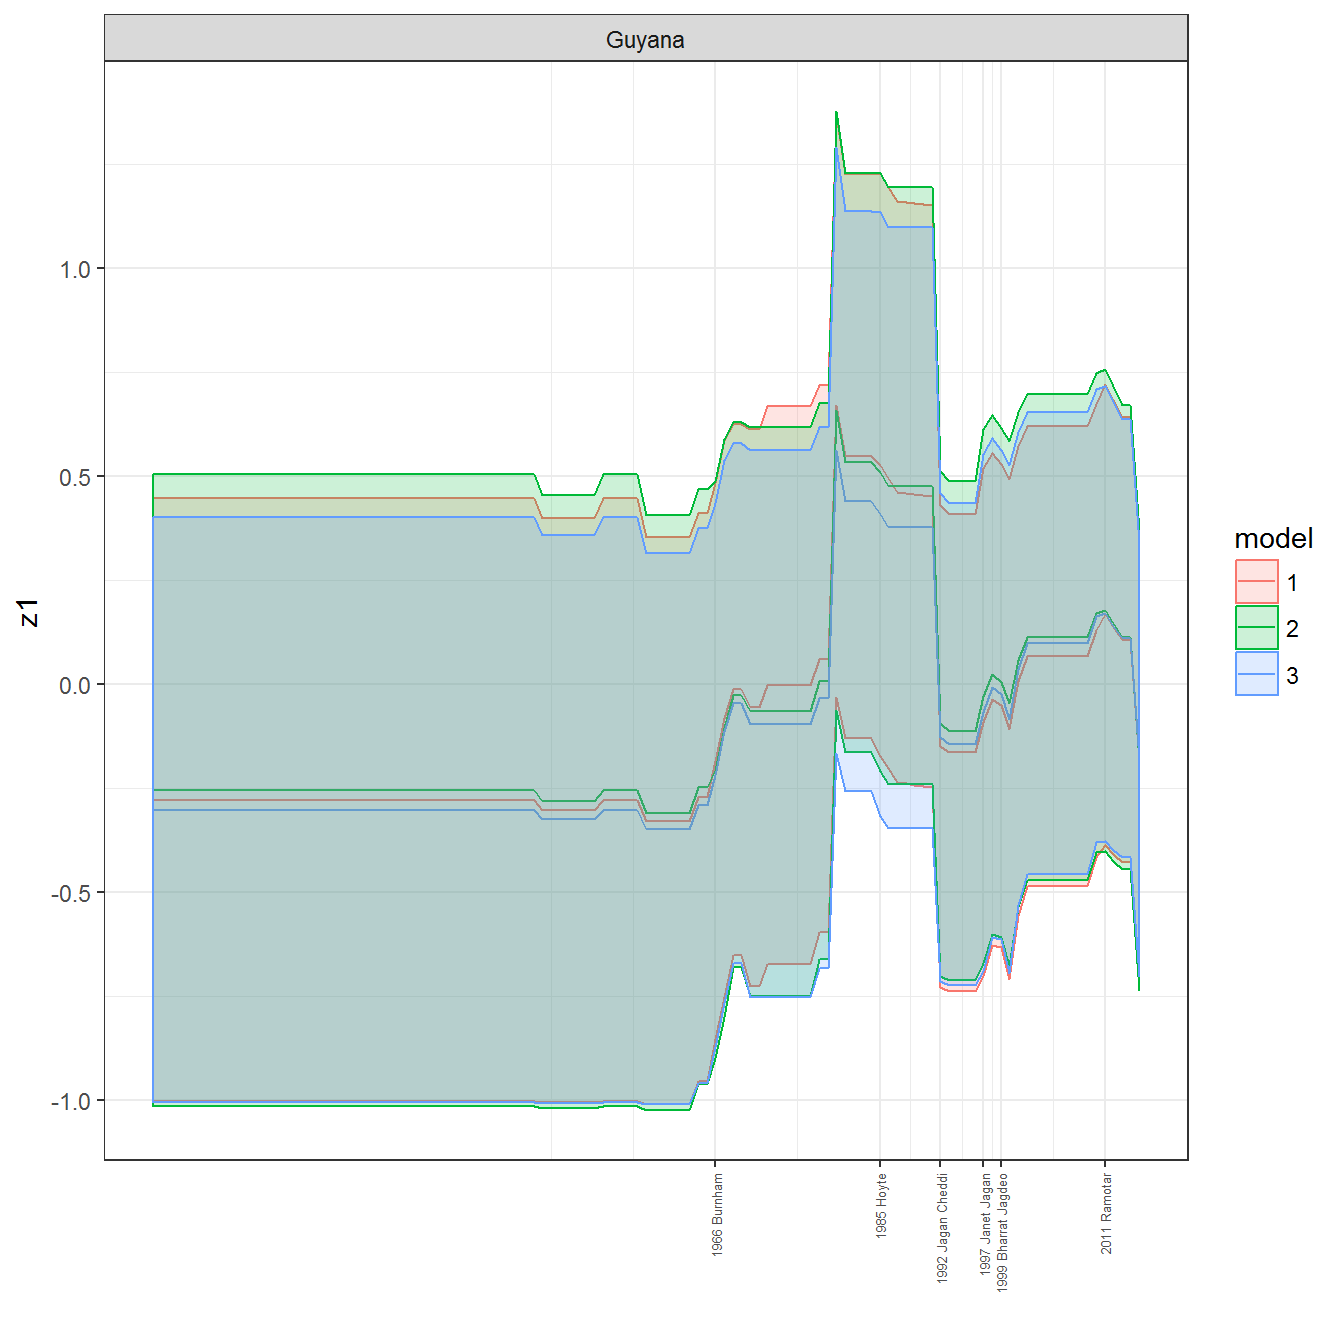 Guyana
z1
1.0
0.5
0.0
-0.5
-1.0
1966 Burnham
1985 Hoyte
1992 Jagan Cheddi
1997 Janet Jagan
1999 Bharrat Jagdeo
2011 Ramotar
model
1
2
3